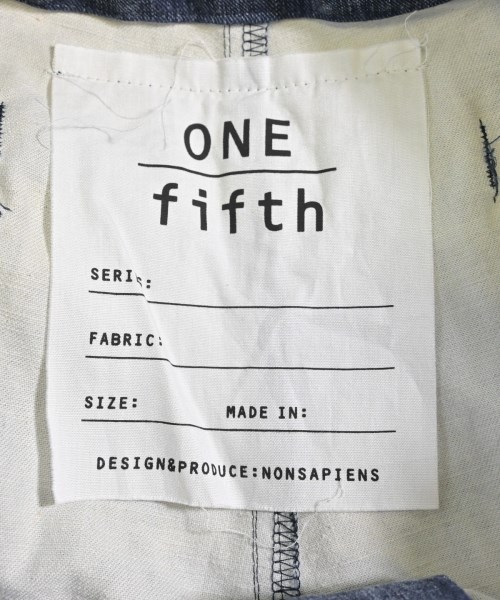 ONE
fifth
SERIS:
FABRIC:
SIZE: MADE IN:
DESIGN&PRODUCE:NONSAPIENS